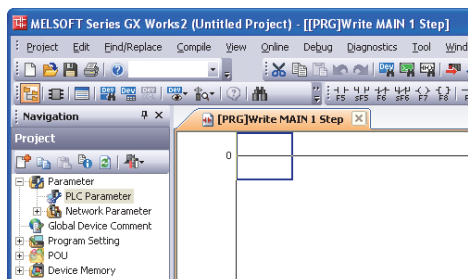 MELSOFT Series GX Works2 (Untitled Project) - [[PRG]Write MAIN 1 Step]
Project Edit Find/Replace Compile View Online Debug Diagnostics Tool Wind
F5 sF5 F6 sF6 F7 F8
Navigation
[PRG]Write MAIN 1 Step
Project
0
Parameter
PLC Parameter
Network Parameter
Global Device Comment
Program Setting
POU
Device Memory